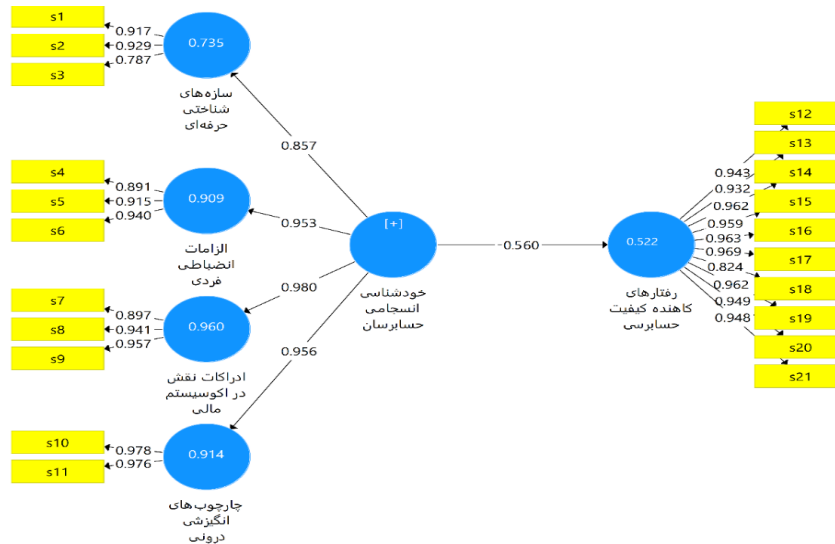 s1
s2
s3
0.917
0.929
0.787
0.735
سازه‌های
شناختی
حرفه‌ای
0.857
s4
s5
s6
0.891
0.915
0.940
0.909
الزامات
انضباطی
فردی
0.953
s7
s8
s9
0.897
0.941
0.957
0.960
ادراکات نقش
در اکوسیستم
مالی
0.980
s10
s11
0.978
0.976
0.914
چارچوب‌های
انگیزشی
درونی
0.956
[+]
خودشناسی
انسجامی
حسابرسان
-0.560
0.522
رفتارهای
کاهنده کیفیت
حسابرسی
0.943
0.932
0.962
0.959
0.963
0.969
0.824
0.962
0.949
0.948
s12
s13
s14
s15
s16
s17
s18
s19
s20
s21